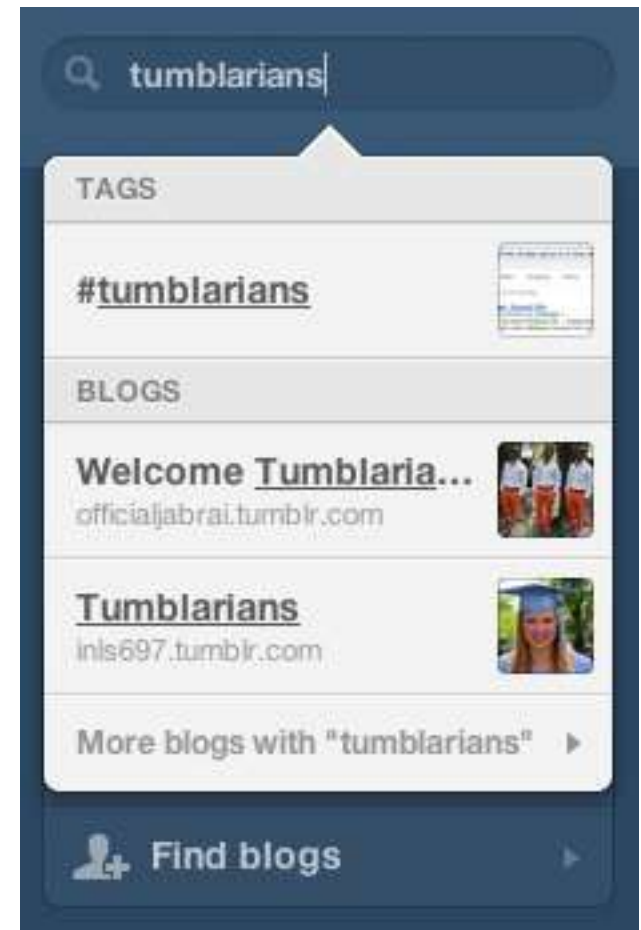 tumblarians
TAGS
#tumblarians
BLOGS
Welcome Tumblaria...
officialjabrai.tumblr.com
Tumblarians
inls697.tumblr.com
More blogs with "tumblarians"
Find blogs